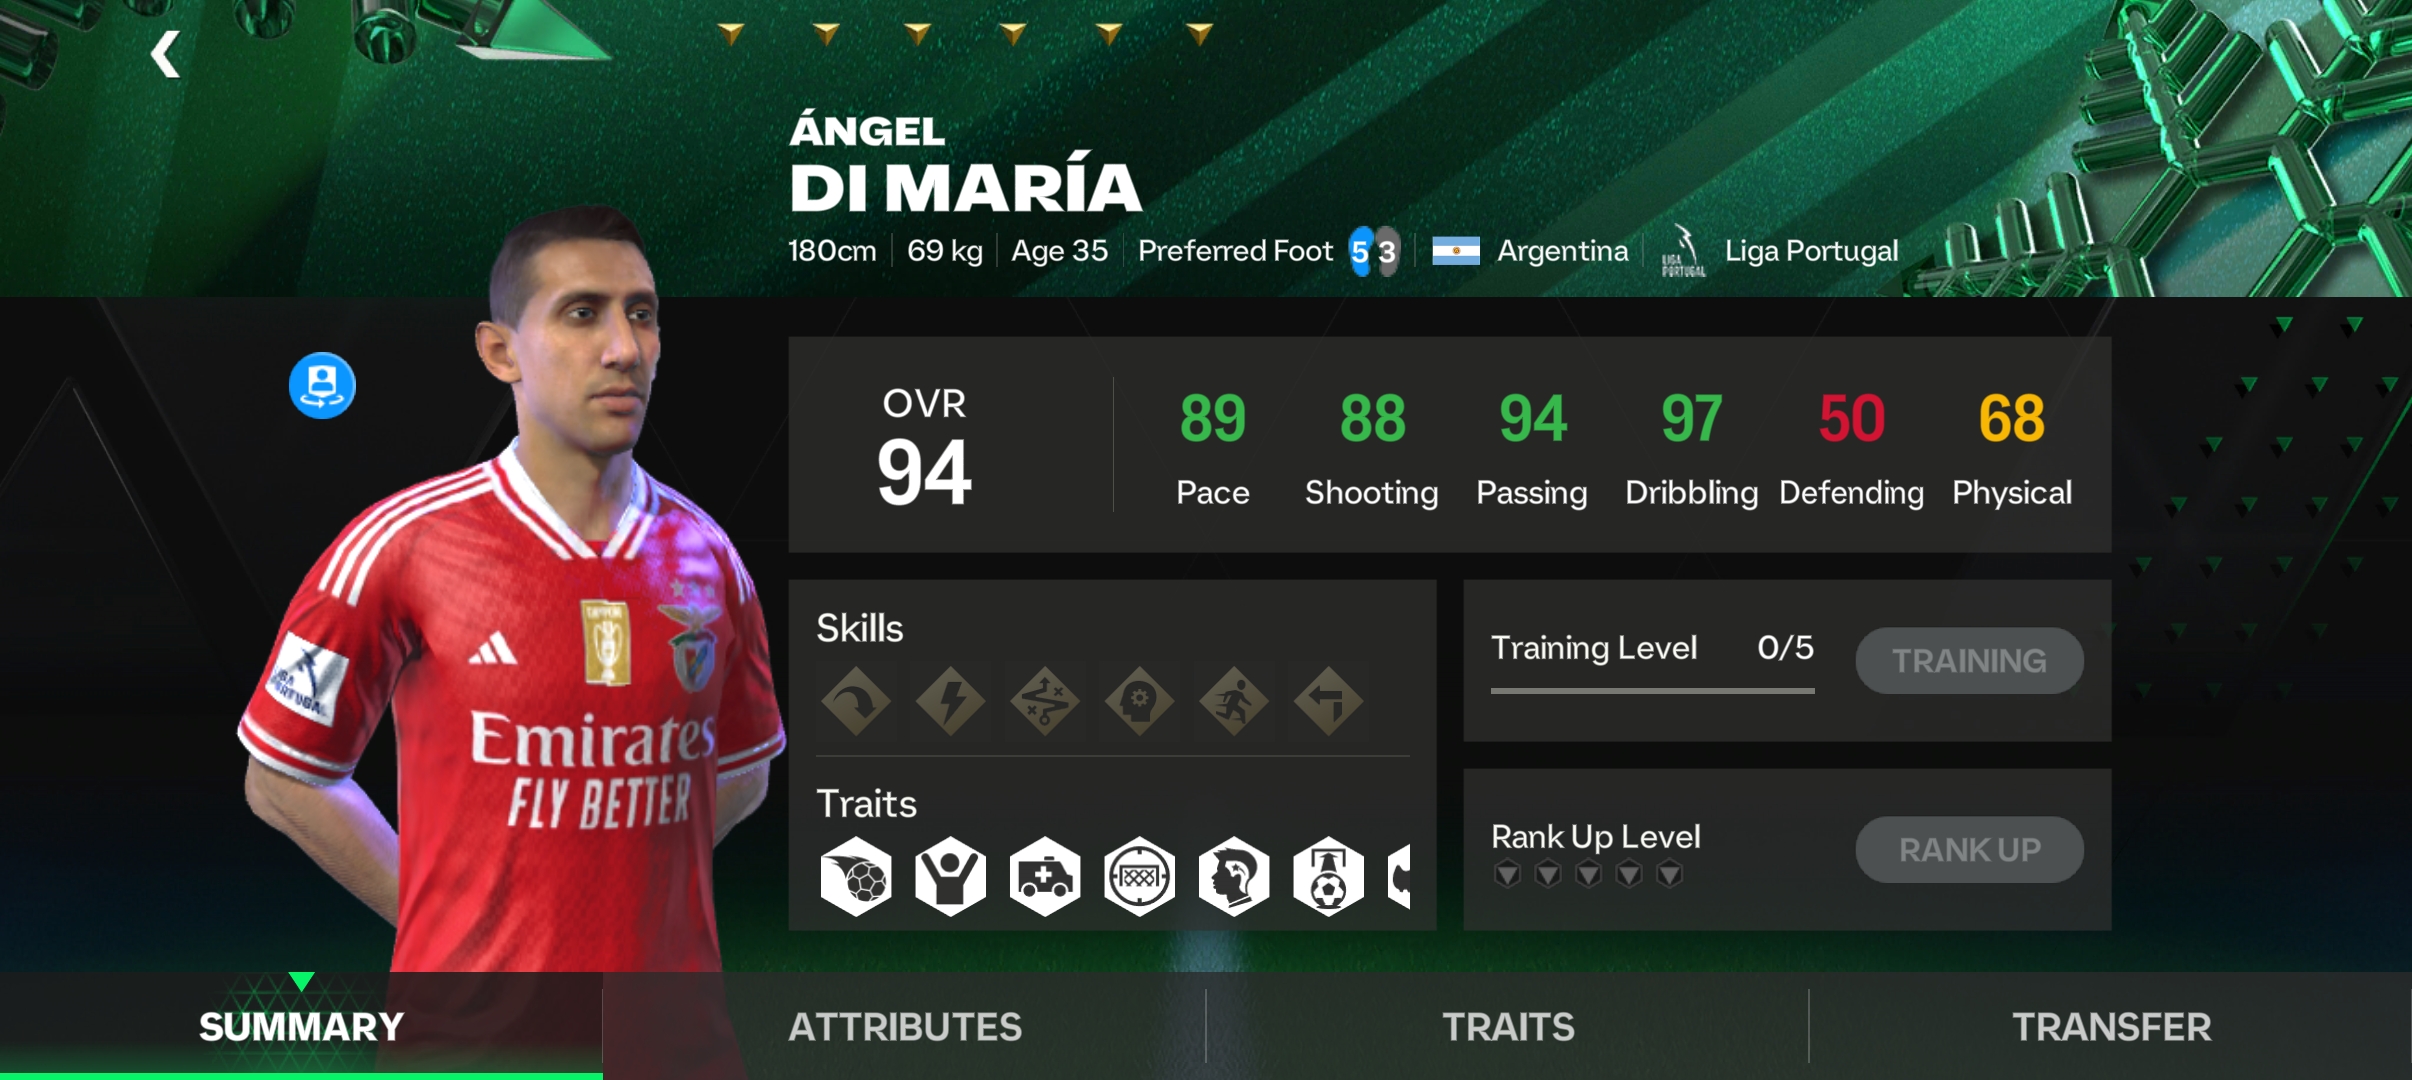 ÁNGEL
DI MARÍA
180cm 69 kg Age 35 Preferred Foot 5 3 Argentina LIGA PORTUGAL Liga Portugal
OVR
94
89 88 94 97 50 68
Pace Shooting Passing Dribbling Defending Physical
Skills
Training Level 0/5 TRAINING
Traits
Rank Up Level RANK UP
Emirates
FLY BETTER
SUMMARY ATTRIBUTES TRAITS TRANSFER